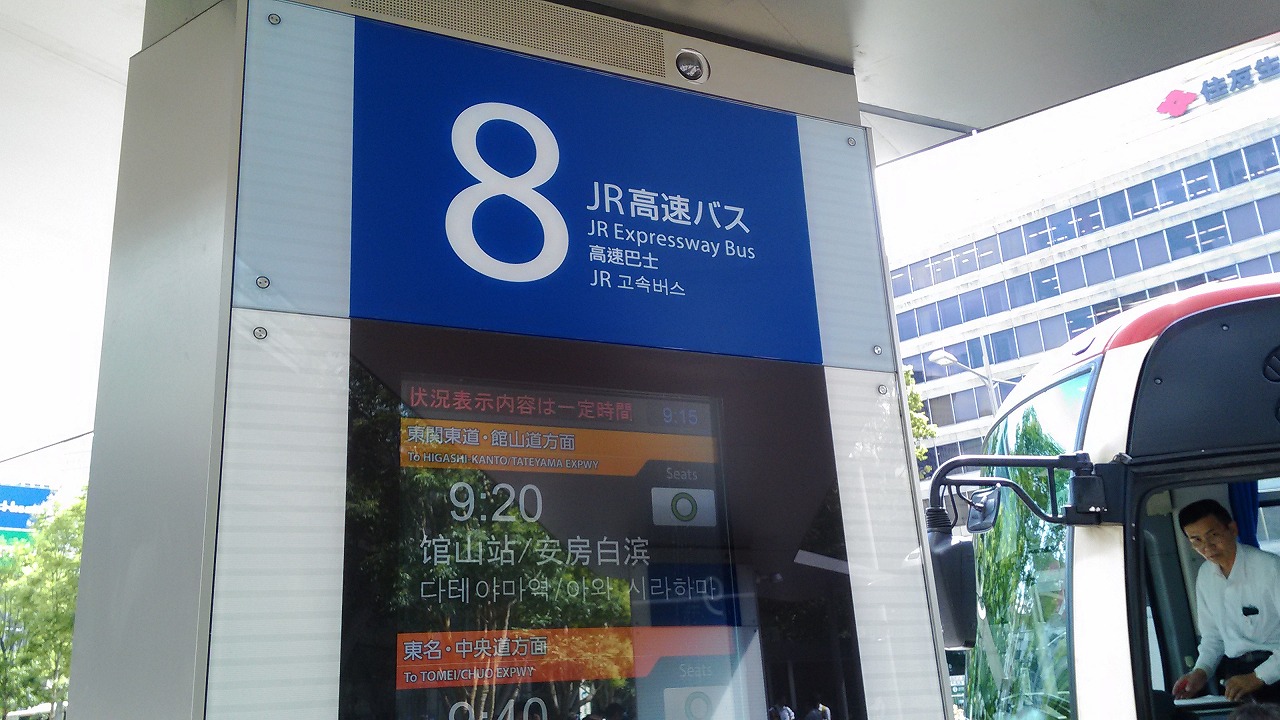 住友生
8
JR高速バス
JR Expressway Bus
高速巴士
JR 고속버스
状況表示内容は一定時間
9:15
東関東道・館山道方面
To HIGASHI-KANTO/TATEYAMA EXPWY
Seats
9:20
馆山站/安房白滨
다테야마역/아와 시라하마
東名・中央道方面
To TOMEI/CHUO EXPWY
Seats
9:40